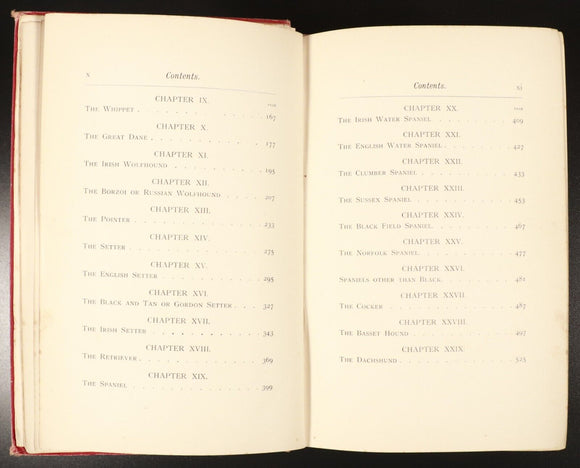 x Contents.
CHAPTER IX.
PAGE
The Whippet . . . . . . . . . 167
CHAPTER X.
The Great Dane . . . . . . . . 177
CHAPTER XI.
The Irish Wolfhound . . . . . . . 195
CHAPTER XII.
The Borzoi or Russian Wolfhound . . . . 207
CHAPTER XIII.
The Pointer . . . . . . . . . 233
CHAPTER XIV.
The Setter . . . . . . . . . 275
CHAPTER XV.
The English Setter . . . . . . . 295
CHAPTER XVI.
The Black and Tan or Gordon Setter . . . 327
CHAPTER XVII.
The Irish Setter . . . . . . . . 343
CHAPTER XVIII.
The Retriever . . . . . . . . . 369
CHAPTER XIX.
The Spaniel . . . . . . . . . 399
Contents. xi
CHAPTER XX.
PAGE
The Irish Water Spaniel . . . . . . 409
CHAPTER XXI.
The English Water Spaniel . . . . . 427
CHAPTER XXII.
The Clumber Spaniel . . . . . . . 433
CHAPTER XXIII.
The Sussex Spaniel . . . . . . . 453
CHAPTER XXIV.
The Black Field Spaniel . . . . . . 467
CHAPTER XXV.
The Norfolk Spaniel . . . . . . . 477
CHAPTER XXVI.
Spaniels other than Black. . . . . . 481
CHAPTER XXVII.
The Cocker . . . . . . . . . 487
CHAPTER XXVIII.
The Basset Hound . . . . . . . 497
CHAPTER XXIX.
The Dachshund . . . . . . . . 525